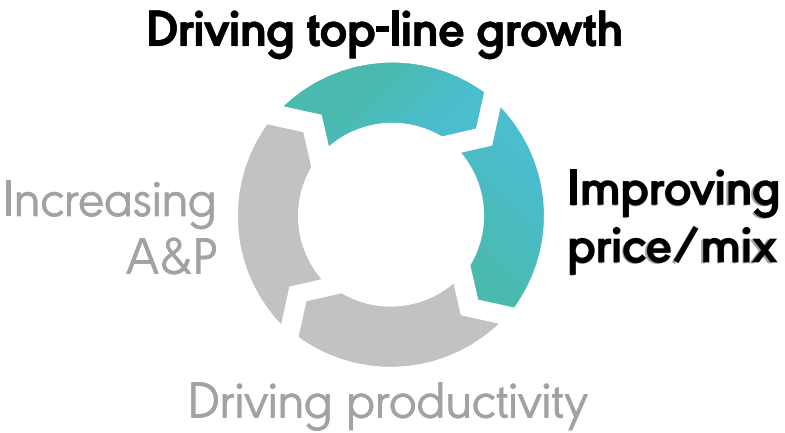 Driving top-line growth
Improving
price/mix
Increasing
A&P
Driving productivity